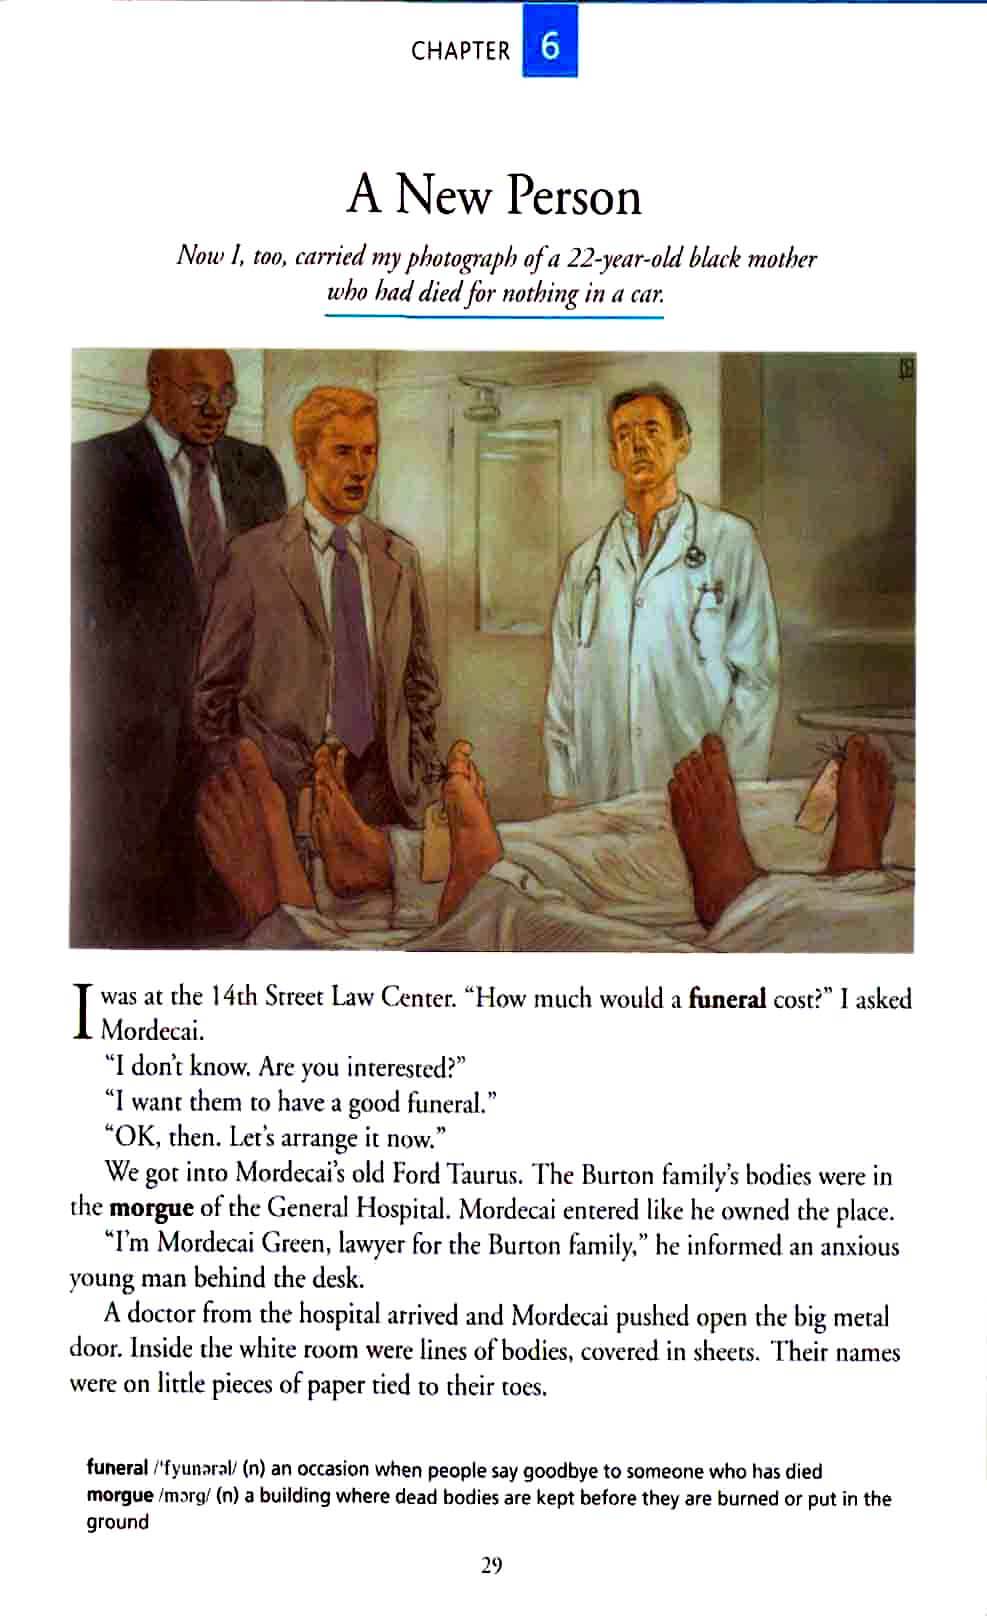 CHAPTER 6
A New Person
Now I, too, carried my photograph of a 22-year-old black mother
who had died for nothing in a car.
I was at the 14th Street Law Center. “How much would a funeral cost?” I asked
Mordecai.
“I don’t know. Are you interested?”
“I want them to have a good funeral.”
“OK, then. Let’s arrange it now.”
We got into Mordecai’s old Ford Taurus. The Burton family’s bodies were in
the morgue of the General Hospital. Mordecai entered like he owned the place.
“I’m Mordecai Green, lawyer for the Burton family,” he informed an anxious
young man behind the desk.
A doctor from the hospital arrived and Mordecai pushed open the big metal
door. Inside the white room were lines of bodies, covered in sheets. Their names
were on little pieces of paper tied to their toes.
funeral /ˈfyunərəl/ (n) an occasion when people say goodbye to someone who has died
morgue /mɔrg/ (n) a building where dead bodies are kept before they are burned or put in the
ground
29